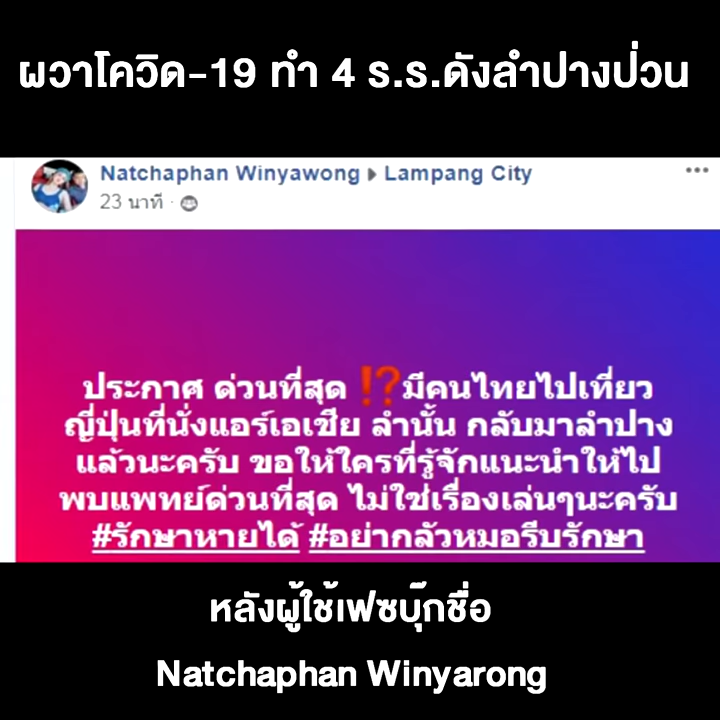 ผวาโควิด-19 ทำ 4 ร.ร.ดังลำปางป่วน
Natchaphan Winyawong ▸ Lampang City
23 นาที ·
ประกาศ ด่วนที่สุด ⁉️มีคนไทยไปเที่ยว
ญี่ปุ่นที่นั่งแอร์เอเชีย ลำนั้น กลับมาลำปาง
แล้วนะครับ ขอให้ใครที่รู้จักแนะนำให้ไป
พบแพทย์ด่วนที่สุด ไม่ใช่เรื่องเล่นๆนะครับ
#รักษาหายได้ #อย่ากลัวหมอรีบรักษา
หลังผู้ใช้เฟซบุ๊กชื่อ
Natchaphan Winyarong